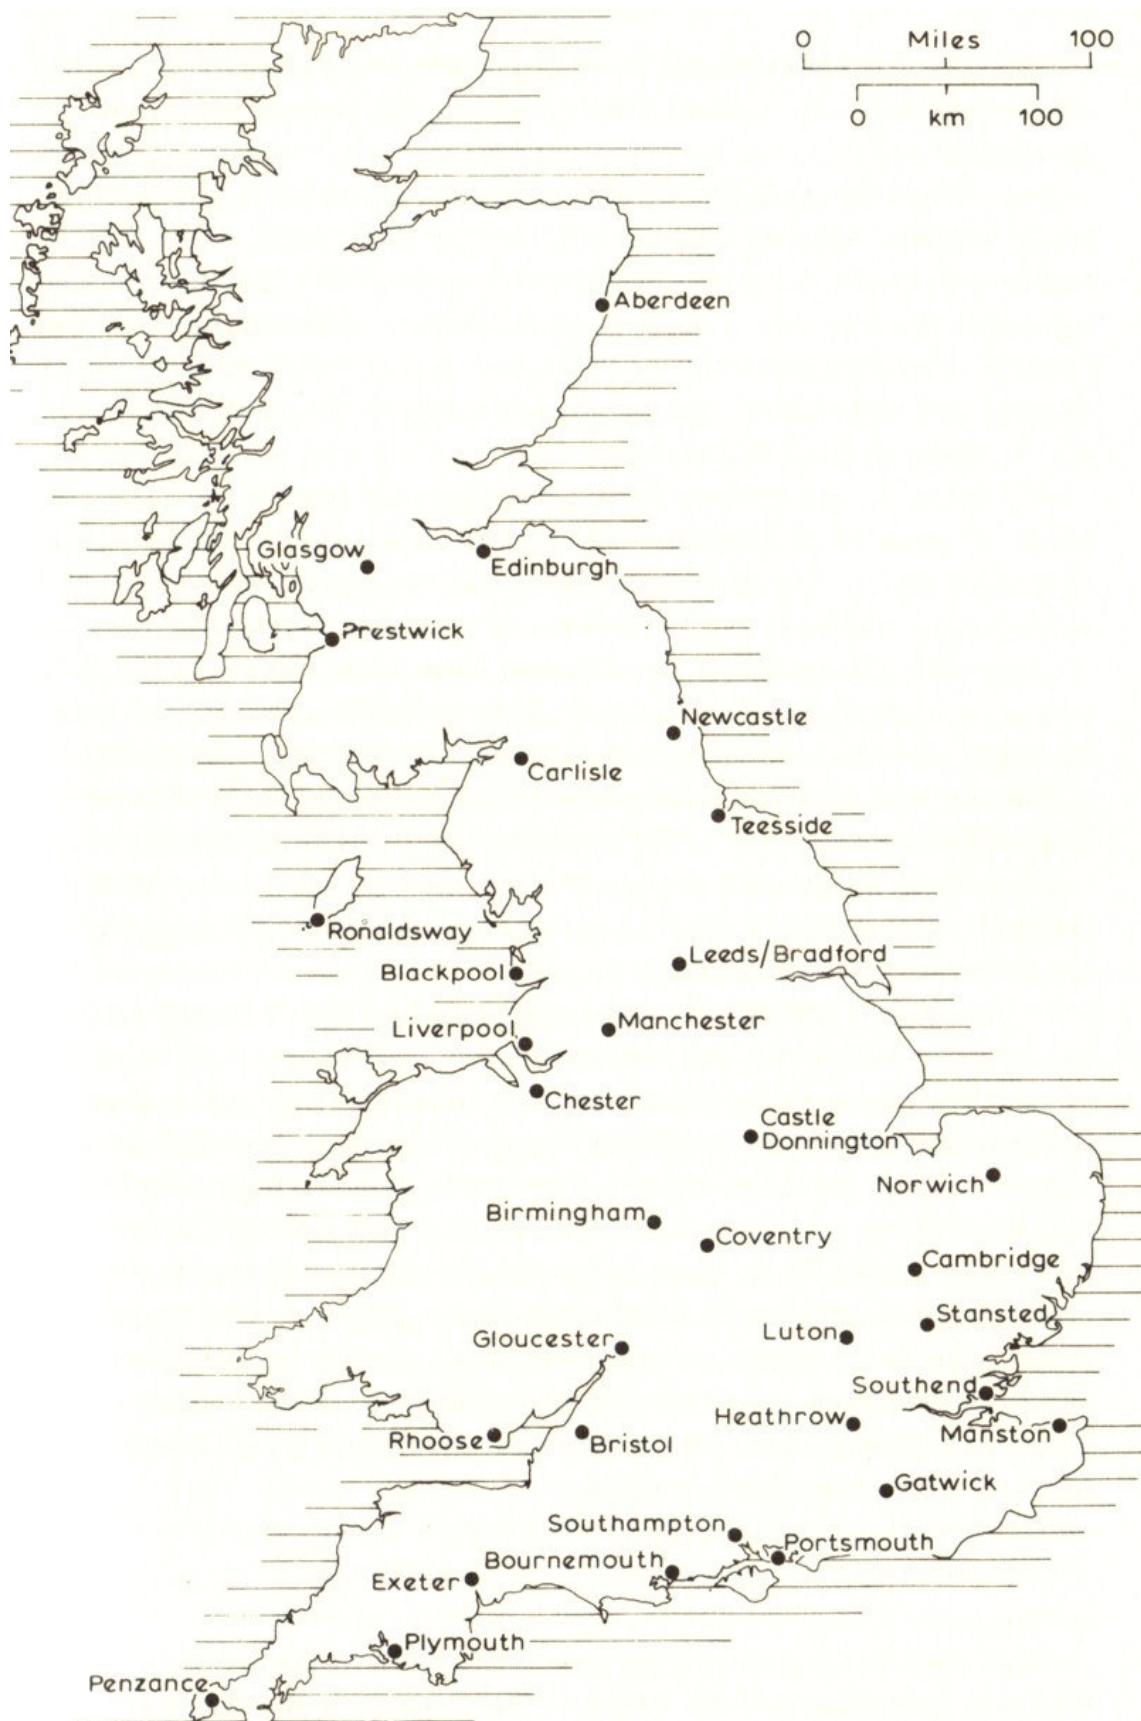 0 Miles 100
0 km 100
Aberdeen
Glasgow
Edinburgh
Prestwick
Newcastle
Carlisle
Teesside
Ronaldsway
Leeds/Bradford
Blackpool
Manchester
Liverpool
Chester
Castle
Donnington
Norwich
Birmingham
Coventry
Cambridge
Stansted
Luton
Gloucester
Southend
Heathrow
Manston
Rhoose
Bristol
Gatwick
Southampton
Portsmouth
Bournemouth
Exeter
Plymouth
Penzance